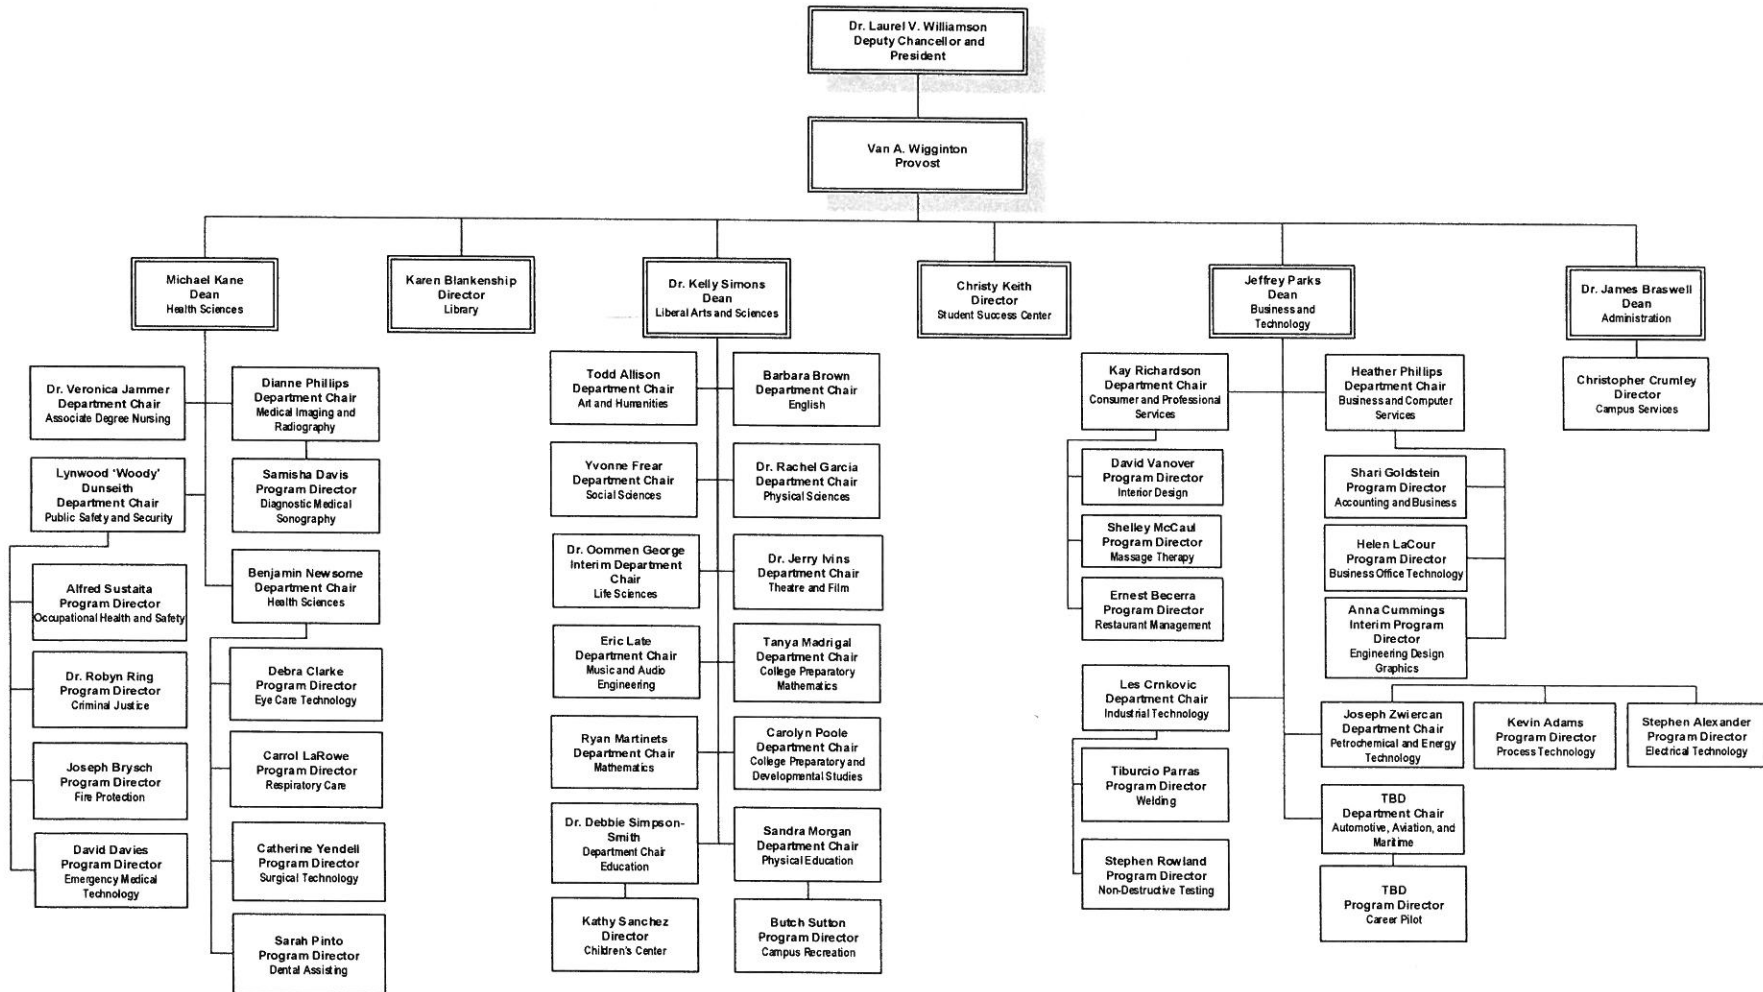 Dr. Laurel V. Williamson
Deputy Chancellor and
President
Van A. Wigginton
Provost
Michael Kane
Dean
Health Sciences
Karen Blankenship
Director
Library
Dr. Kelly Simons
Dean
Liberal Arts and Sciences
Christy Keith
Director
Student Success Center
Jeffrey Parks
Dean
Business and
Technology
Dr. James Braswell
Dean
Administration
Dr. Veronica Jammer
Department Chair
Associate Degree Nursing
Dianne Phillips
Department Chair
Medical Imaging and
Radiography
Lynwood ‘Woody’
Dunseith
Department Chair
Public Safety and Security
Samisha Davis
Program Director
Diagnostic Medical
Sonography
Alfred Sustaita
Program Director
Occupational Health and Safety
Benjamin Newsome
Department Chair
Health Sciences
Dr. Robyn Ring
Program Director
Criminal Justice
Debra Clarke
Program Director
Eye Care Technology
Joseph Brysch
Program Director
Fire Protection
Carrol LaRowe
Program Director
Respiratory Care
David Davies
Program Director
Emergency Medical
Technology
Catherine Yendell
Program Director
Surgical Technology
Sarah Pinto
Program Director
Dental Assisting
Todd Allison
Department Chair
Art and Humanities
Barbara Brown
Department Chair
English
Yvonne Frear
Department Chair
Social Sciences
Dr. Rachel Garcia
Department Chair
Physical Sciences
Dr. Oommen George
Interim Department
Chair
Life Sciences
Dr. Jerry Ivins
Department Chair
Theatre and Film
Eric Late
Department Chair
Music and Audio
Engineering
Tanya Madrigal
Department Chair
College Preparatory
Mathematics
Ryan Martinets
Department Chair
Mathematics
Carolyn Poole
Department Chair
College Preparatory and
Developmental Studies
Dr. Debbie Simpson-
Smith
Department Chair
Education
Sandra Morgan
Department Chair
Physical Education
Kathy Sanchez
Director
Children's Center
Butch Sutton
Program Director
Campus Recreation
Kay Richardson
Department Chair
Consumer and Professional
Services
Heather Phillips
Department Chair
Business and Computer
Services
Christopher Crumley
Director
Campus Services
David Vanover
Program Director
Interior Design
Shari Goldstein
Program Director
Accounting and Business
Shelley McCaul
Program Director
Massage Therapy
Helen LaCour
Program Director
Business Office Technology
Ernest Becerra
Program Director
Restaurant Management
Anna Cummings
Interim Program
Director
Engineering Design
Graphics
Les Crnkovic
Department Chair
Industrial Technology
Joseph Zwiercan
Department Chair
Petrochemical and Energy
Technology
Kevin Adams
Program Director
Process Technology
Stephen Alexander
Program Director
Electrical Technology
Tiburcio Parras
Program Director
Welding
TBD
Department Chair
Automotive, Aviation, and
Maritime
Stephen Rowland
Program Director
Non-Destructive Testing
TBD
Program Director
Career Pilot